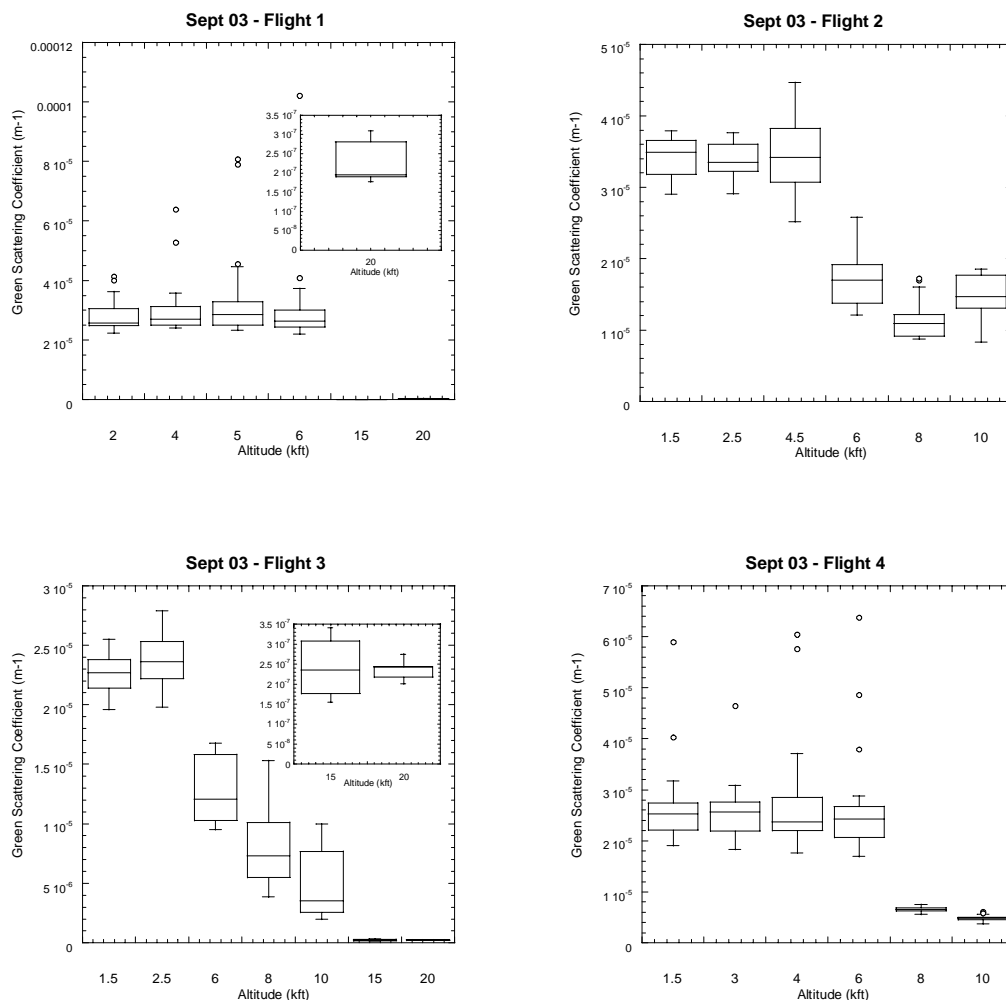 Sept 03 - Flight 1
0.00012
0.0001
8 10-5
6 10-5
4 10-5
2 10-5
0
Green Scattering Coefficient (m-1)
3.5 10-7
3 10-7
2.5 10-7
2 10-7
1.5 10-7
1 10-7
5 10-8
0
20
Altitude (kft)
2 4 5 6 15 20
Altitude (kft)
Sept 03 - Flight 2
5 10-5
4 10-5
3 10-5
2 10-5
1 10-5
0
Green Scattering Coefficient (m-1)
1.5 2.5 4.5 6 8 10
Altitude (kft)
Sept 03 - Flight 3
3 10-5
2.5 10-5
2 10-5
1.5 10-5
1 10-5
5 10-6
0
Green Scattering Coefficient (m-1)
3.5 10-7
3 10-7
2.5 10-7
2 10-7
1.5 10-7
1 10-7
5 10-8
0
15 20
Altitude (kft)
1.5 2.5 6 8 10 15 20
Altitude (kft)
Sept 03 - Flight 4
7 10-5
6 10-5
5 10-5
4 10-5
3 10-5
2 10-5
1 10-5
0
Green Scattering Coefficient (m-1)
1.5 3 4 6 8 10
Altitude (kft)